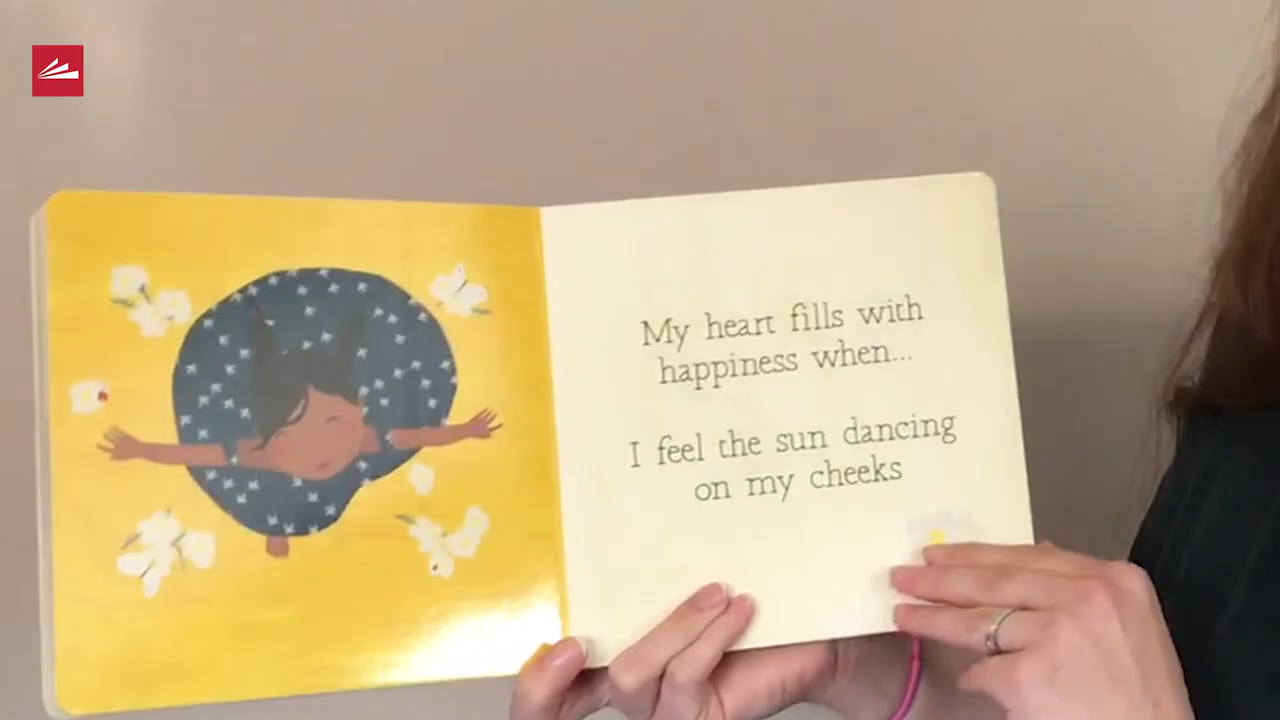 My heart fills with
happiness when...
I feel the sun dancing
on my cheeks